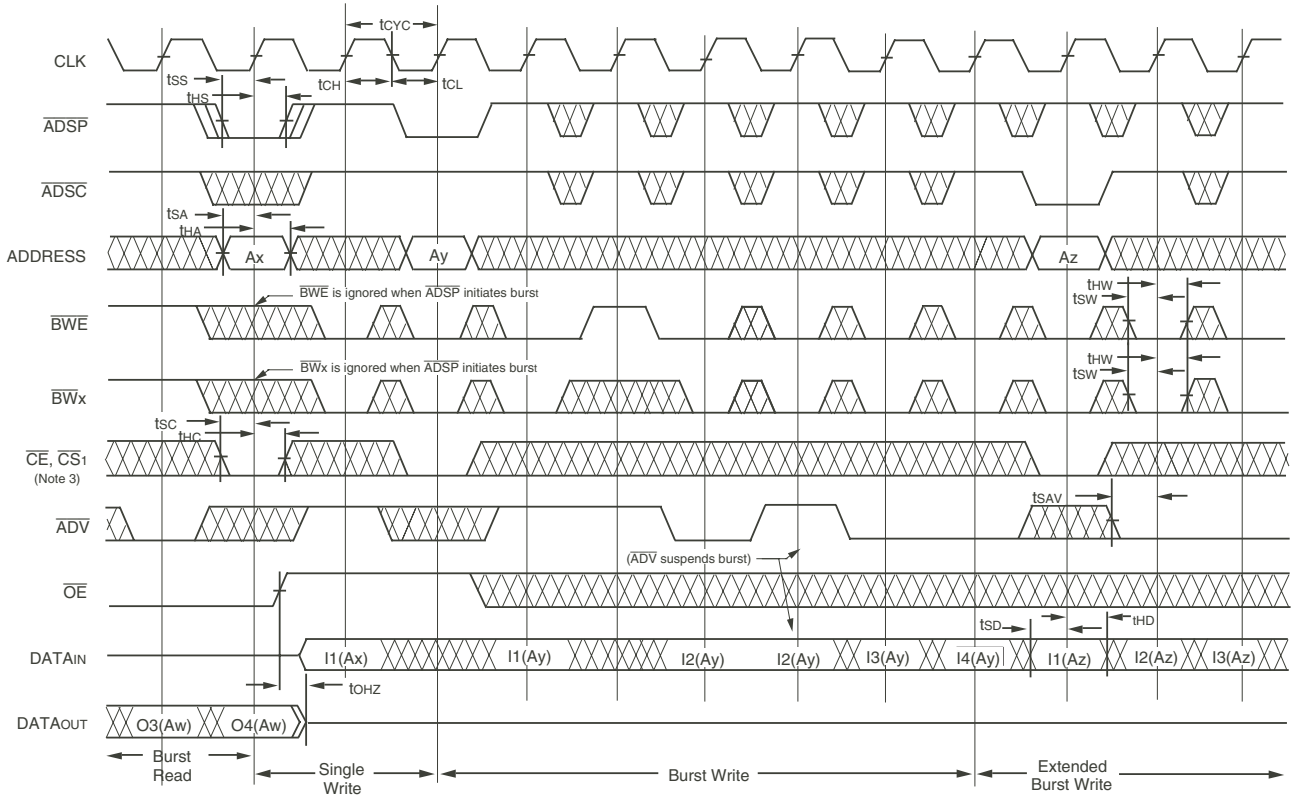 tCYC
CLK
tSS
tCH
tCL
tHS
ADSP
ADSC
tSA
tHA
ADDRESS
Ax
Ay
Az
BWE is ignored when ADSP initiates burst
tHW
tSW
BWE
BWx is ignored when ADSP initiates burst
tHW
tSW
BWx
tSC
tHC
CE, CS1
(Note 3)
tSAV
ADV
(ADV suspends burst)
OE
tSD
tHD
DATAIN
I1(Ax)
I1(Ay)
I2(Ay)
I2(Ay)
I3(Ay)
I4(Ay)
I1(Az)
I2(Az)
I3(Az)
tOHZ
DATAOUT
O3(Aw)
O4(Aw)
Burst
Read
Single
Write
Burst Write
Extended
Burst Write